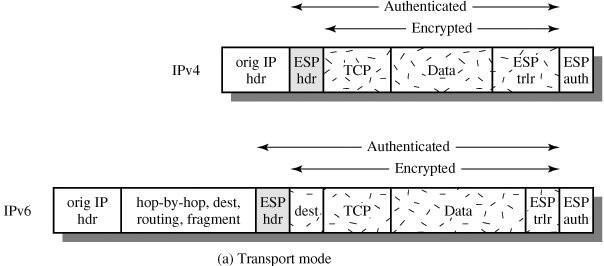 Authenticated
Encrypted
IPv4
orig IP
hdr
ESP
hdr
TCP
Data
ESP
trlr
ESP
auth
Authenticated
Encrypted
IPv6
orig IP
hdr
hop-by-hop, dest,
routing, fragment
ESP
hdr
dest
TCP
Data
ESP
trlr
ESP
auth
(a) Transport mode